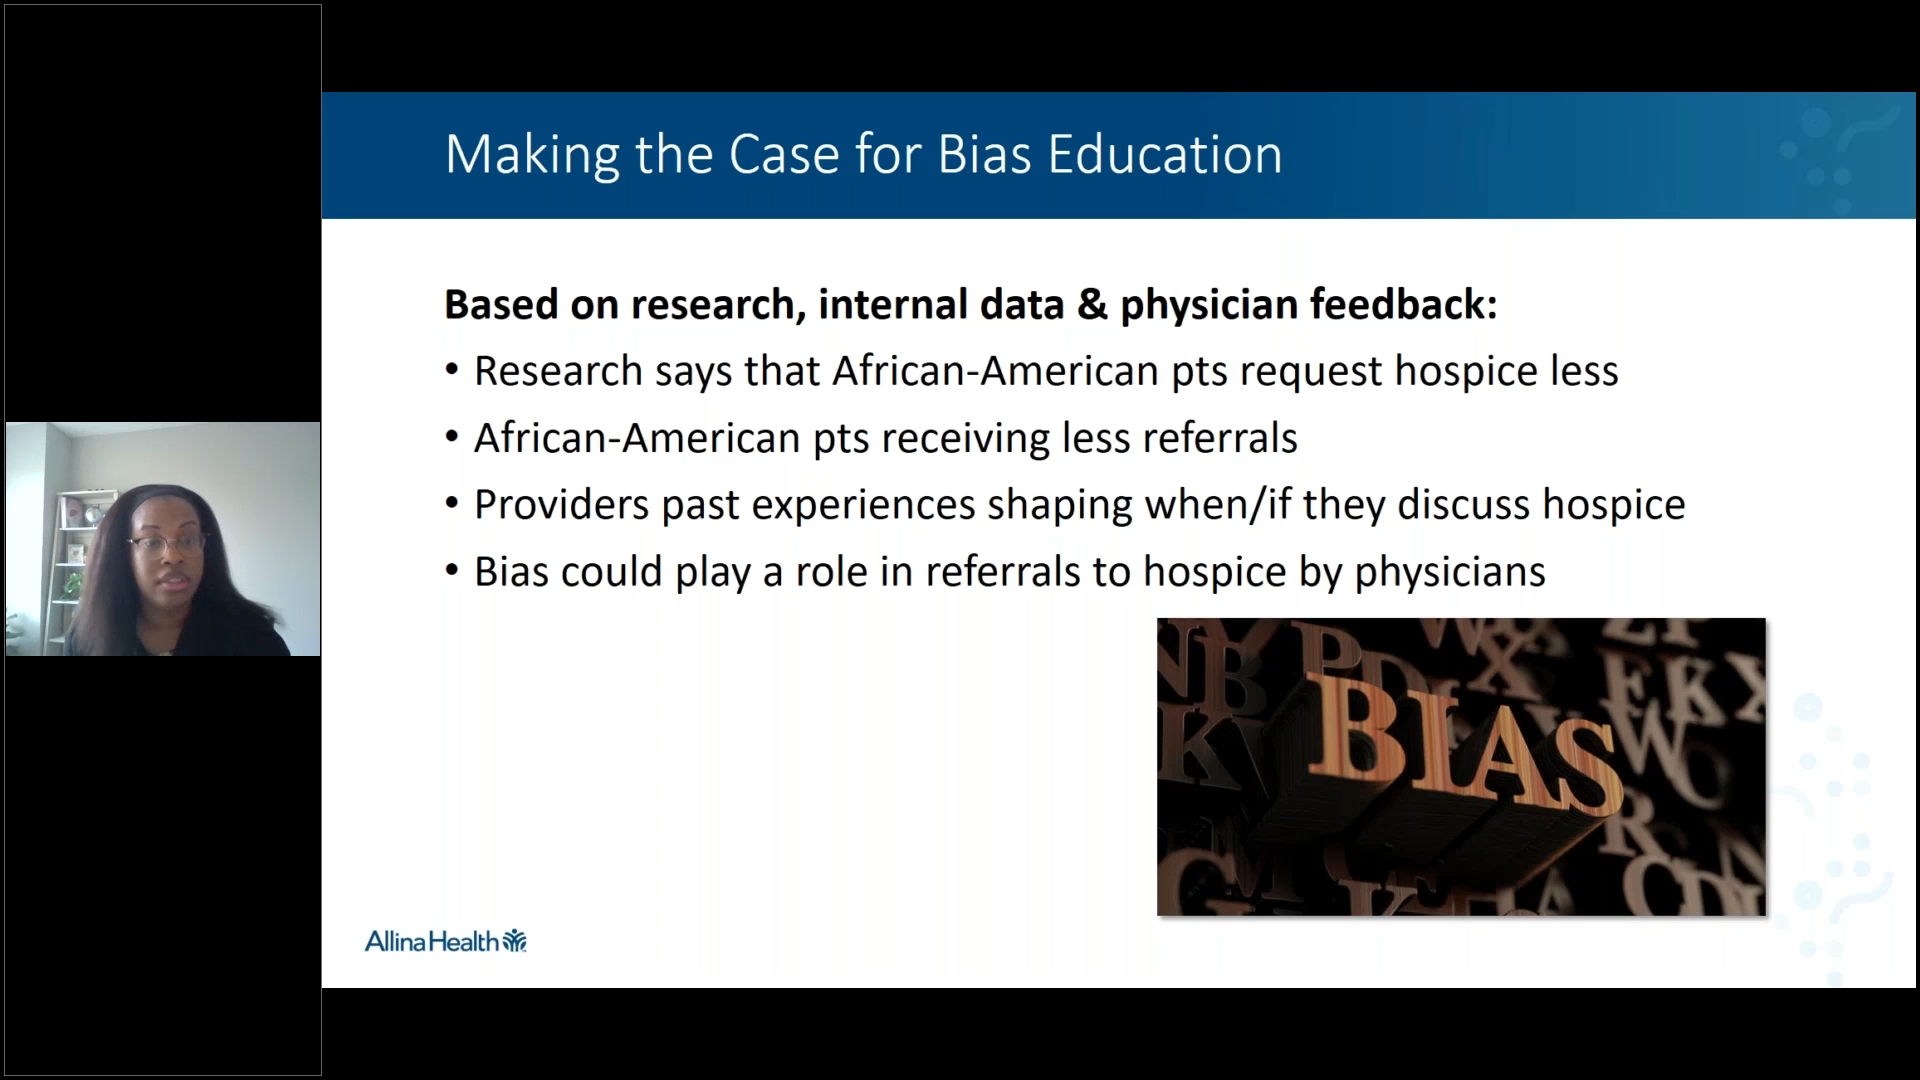 Making the Case for Bias Education
Based on research, internal data & physician feedback:
• Research says that African-American pts request hospice less
• African-American pts receiving less referrals
• Providers past experiences shaping when/if they discuss hospice
• Bias could play a role in referrals to hospice by physicians
BIAS
Allina Health